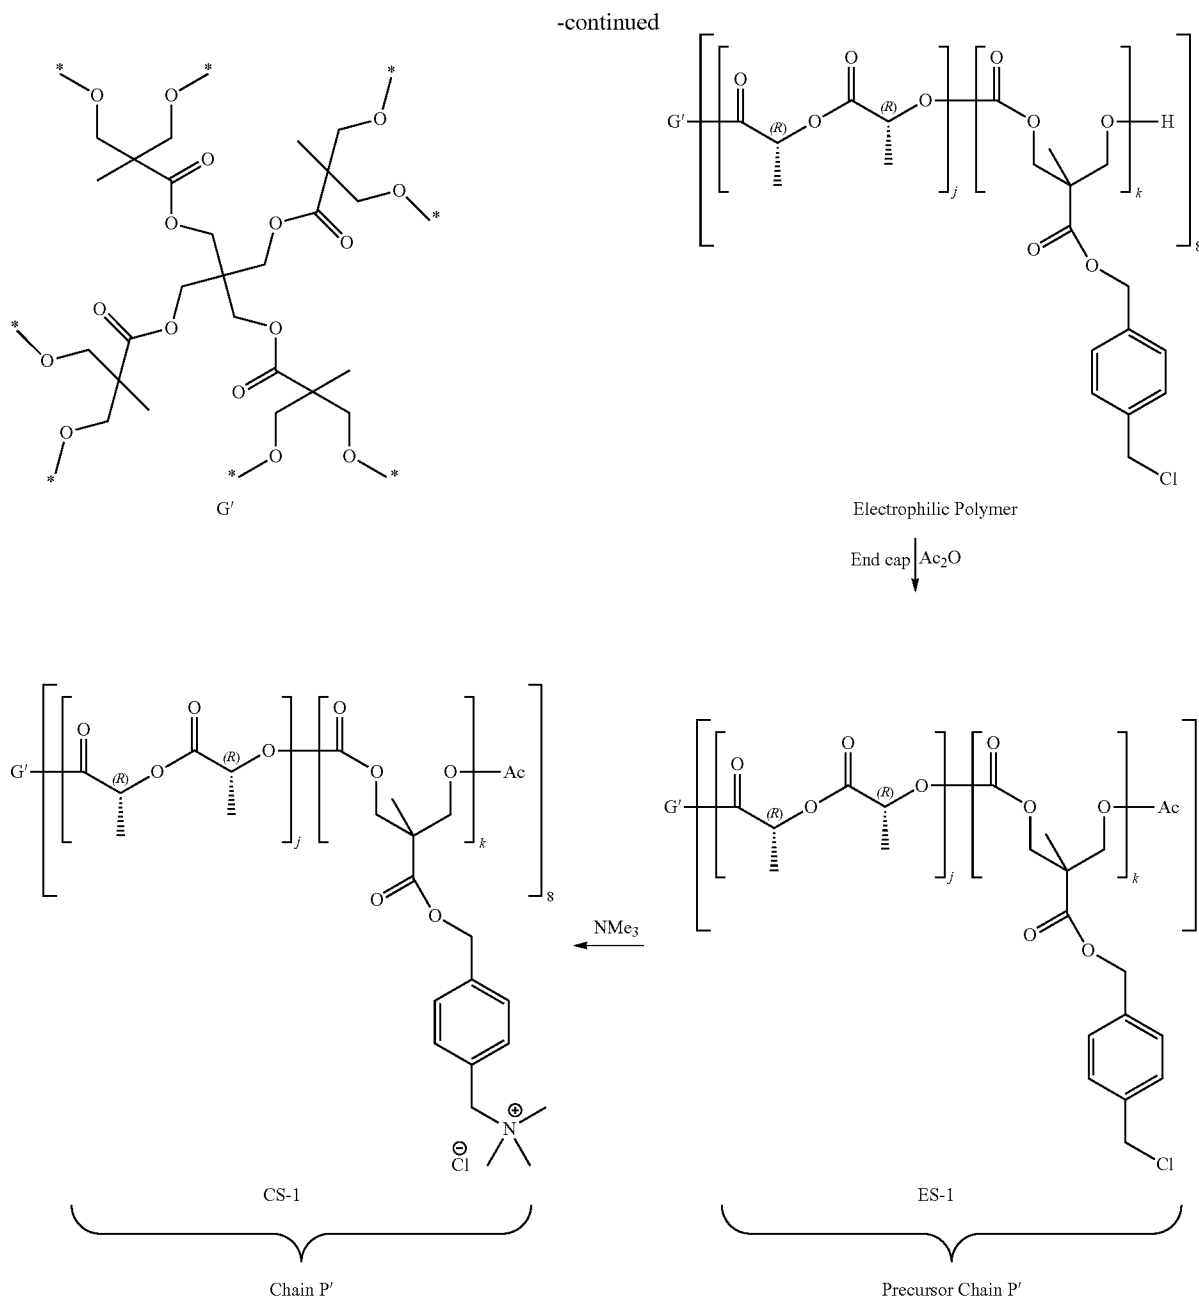 -continued
G'
Electrophilic Polymer
End cap Ac₂O
CS-1
NMe₃
ES-1
Chain P'
Precursor Chain P'